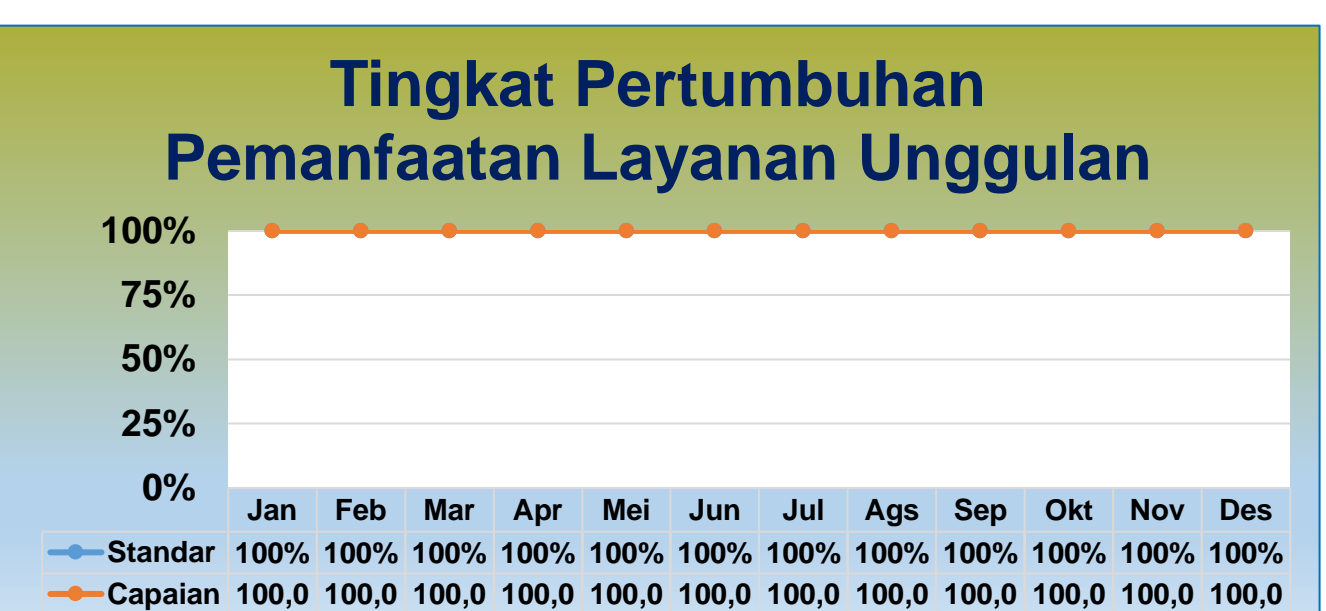 Tingkat Pertumbuhan
Pemanfaatan Layanan Unggulan
100%
75%
50%
25%
0%
Jan Feb Mar Apr Mei Jun Jul Ags Sep Okt Nov Des
Standar 100% 100% 100% 100% 100% 100% 100% 100% 100% 100% 100% 100%
Capaian 100,0 100,0 100,0 100,0 100,0 100,0 100,0 100,0 100,0 100,0 100,0 100,0